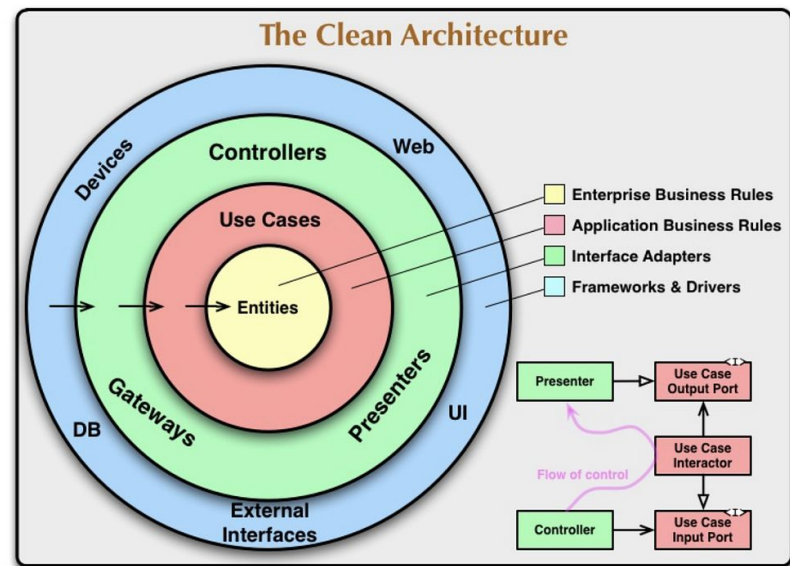 The Clean Architecture
Devices
Web
Controllers
Use Cases
Entities
Gateways
Presenters
DB
UI
External
Interfaces
Enterprise Business Rules
Application Business Rules
Interface Adapters
Frameworks & Drivers
Presenter
<I>
Use Case
Output Port
Flow of control
Use Case
Interactor
Controller
<I>
Use Case
Input Port